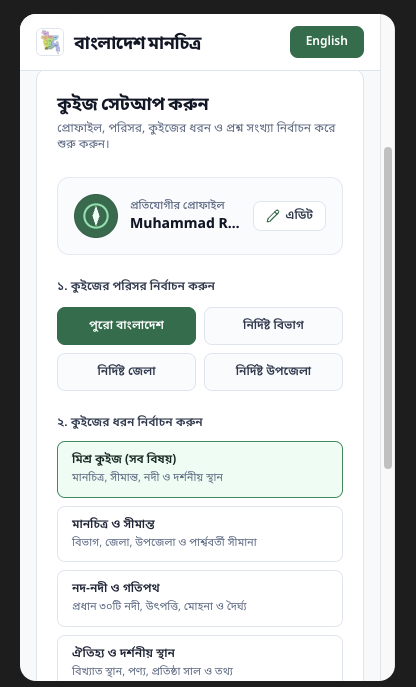 বাংলাদেশ মানচিত্র
English
কুইজ সেটআপ করুন
প্রোফাইল, পরিসর, কুইজের ধরন ও প্রশ্ন সংখ্যা নির্বাচন করে
শুরু করুন।
প্রতিযোগীর প্রোফাইল
Muhammad R...
এডিট
১. কুইজের পরিসর নির্বাচন করুন
পুরো বাংলাদেশ
নির্দিষ্ট বিভাগ
নির্দিষ্ট জেলা
নির্দিষ্ট উপজেলা
২. কুইজের ধরন নির্বাচন করুন
মিশ্র কুইজ (সব বিষয়)
মানচিত্র, সীমান্ত, নদী ও দর্শনীয় স্থান
মানচিত্র ও সীমান্ত
বিভাগ, জেলা, উপজেলা ও পার্শ্ববর্তী সীমানা
নদ-নদী ও গতিপথ
প্রধান ৩০টি নদী, উৎপত্তি, মোহনা ও দৈর্ঘ্য
ঐতিহ্য ও দর্শনীয় স্থান
বিখ্যাত স্থান, পণ্য, প্রতিষ্ঠা সাল ও তথ্য